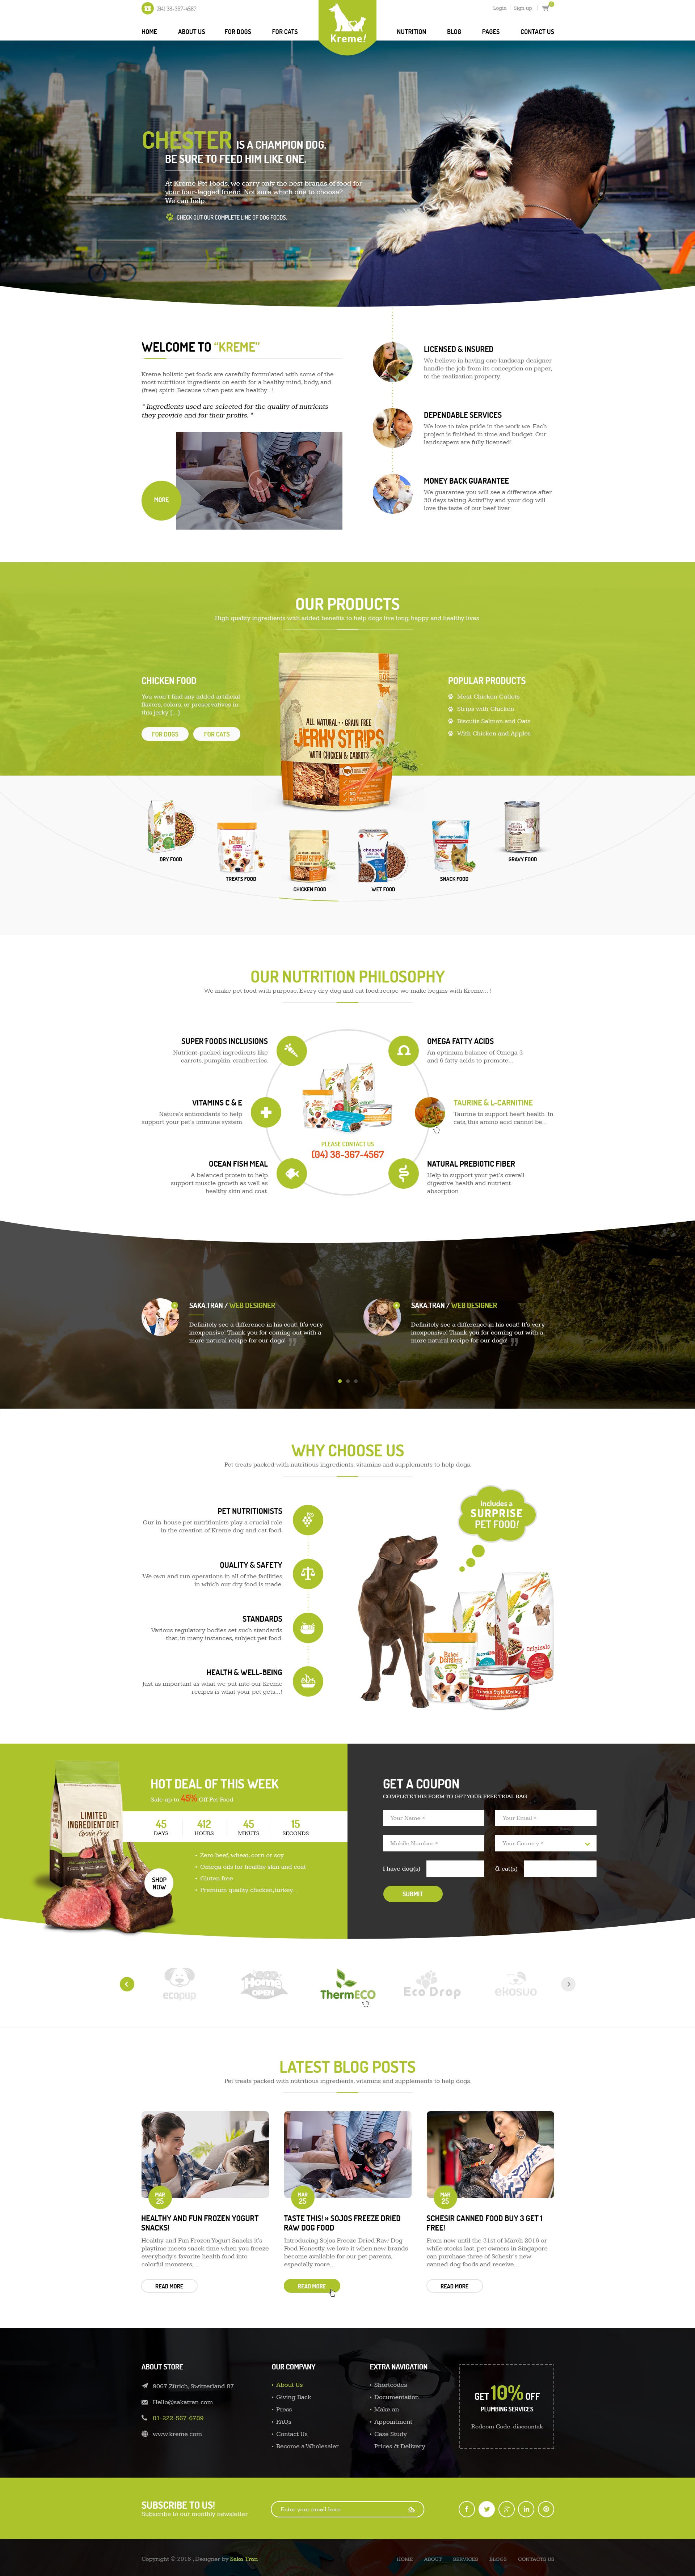 (04) 38-367-4567
Login
Sign up
HOME
ABOUT US
FOR DOGS
FOR CATS
Kreme!
NUTRITION
BLOG
PAGES
CONTACT US
CHESTER IS A CHAMPION DOG,
BE SURE TO FEED HIM LIKE ONE.
At Kreme Pet Foods, we carry only the best brands of food for
your four-legged friend. Not sure which one to choose?
We can help.
CHECK OUT OUR COMPLETE LINE OF DOG FOODS
WELCOME TO "KREME"
Kreme holistic pet foods are carefully formulated with some of the
most nutritious ingredients on earth for a healthy mind, body, and
(free) spirit. Because when pets are healthy...!
" Ingredients used are selected for the quality of nutrients
they provide and for their profits. "
MORE
LICENSED & INSURED
We believe in having one landscap designer
handle the job from its conception on paper,
to the realization property.
DEPENDABLE SERVICES
We love to take pride in the work we. Each
project is finished in time and budget. Our
landscapers are fully licensed!
MONEY BACK GUARANTEE
We guarantee you will see a difference after
30 days taking ActivPhy and your dog will
love the taste of our beef liver.
OUR PRODUCTS
High quality ingredients with added benefits to help dogs live long, happy and healthy lives
CHICKEN FOOD
You won't find any added artificial
flavors, colors, or preservatives in
this jerky [...]
FOR DOGS
FOR CATS
ALL NATURAL · GRAIN FREE
JERKY STRIPS
WITH CHICKEN & CARROTS
POPULAR PRODUCTS
Meat Chicken Cutlets
Strips with Chicken
Biscuits Salmon and Oats
With Chicken and Apples
DRY FOOD
TREATS FOOD
CHICKEN FOOD
WET FOOD
SNACK FOOD
GRAVY FOOD
OUR NUTRITION PHILOSOPHY
We make pet food with purpose. Every dry dog and cat food recipe we make begins with Kreme... !
SUPER FOODS INCLUSIONS
Nutrient-packed ingredients like
carrots, pumpkin, cranberries.
VITAMINS C & E
Nature's antioxidants to help
support your pet's immune system
OCEAN FISH MEAL
A balanced protein to help
support muscle growth as well as
healthy skin and coat.
PLEASE CONTACT US
(04) 38-367-4567
OMEGA FATTY ACIDS
An optimum balance of Omega 3
and 6 fatty acids to promote...
TAURINE & L-CARNITINE
Taurine to support heart health. In
cats, this amino acid cannot be...
NATURAL PREBIOTIC FIBER
Help to support your pet's overall
digestive health and nutrient
absorption.
SAKA.TRAN / WEB DESIGNER
Definitely see a difference in his coat! It's very
inexpensive! Thank you for coming out with a
more natural recipe for our dogs!
SAKA.TRAN / WEB DESIGNER
Definitely see a difference in his coat! It's very
inexpensive! Thank you for coming out with a
more natural recipe for our dogs!
WHY CHOOSE US
Pet treats packed with nutritious ingredients, vitamins and supplements to help dogs.
PET NUTRITIONISTS
Our in-house pet nutritionists play a crucial role
in the creation of Kreme dog and cat food.
QUALITY & SAFETY
We own and run operations in all of the facilities
in which our dry food is made.
STANDARDS
Various regulatory bodies set such standards
that, in many instances, subject pet food.
HEALTH & WELL-BEING
Just as important as what we put into our Kreme
recipes is what your pet gets...!
Includes a
SURPRISE
PET FOOD!
Originals
HOT DEAL OF THIS WEEK
Sale up to 45% Off Pet Food
45 DAYS
412 HOURS
45 MINUTS
15 SECONDS
LIMITED
INGREDIENT DIET
Grain Free
SHOP
NOW
Zero beef, wheat, corn or soy
Omega oils for healthy skin and coat
Gluten free
Premium quality chicken, turkey...
GET A COUPON
COMPLETE THIS FORM TO GET YOUR FREE TRIAL BAG
Your Name *
Your Email *
Mobile Number *
Your Country *
I have dog(s)
& cat(s)
SUBMIT
ecopup
Home
OPEN
ThermECO
Eco Drop
ekosuo
LATEST BLOG POSTS
Pet treats packed with nutritious ingredients, vitamins and supplements to help dogs.
MAR
25
HEALTHY AND FUN FROZEN YOGURT
SNACKS!
Healthy and Fun Frozen Yogurt Snacks it's
playtime meets snack time when you freeze
everybody's favorite health food into
colorful monsters,...
READ MORE
MAR
25
TASTE THIS! » SOJOS FREEZE DRIED
RAW DOG FOOD
Introducing Sojos Freeze Dried Raw Dog
Food Honestly, we love it when new brands
become available for our pet parents,
especially more...
READ MORE
MAR
25
SCHESIR CANNED FOOD BUY 3 GET 1
FREE!
From now until the 31st of March 2016 or
while stocks last, pet owners in Singapore
can purchase three of Schesir's new
canned dog foods and receive...
READ MORE
ABOUT STORE
9067 Zürich, Switzerland 87.
Hello@sakatran.com
01-222-567-6789
www.kreme.com
OUR COMPANY
About Us
Giving Back
Press
FAQs
Contact Us
Become a Wholesaler
EXTRA NAVIGATION
Shortcodes
Documentation
Make an
Appointment
Case Study
Prices & Delivery
GET 10% OFF
PLUMBING SERVICES
Redeem Code: discountsk
SUBSCRIBE TO US!
Subscribe to our monthly newsletter
Enter your email here
Copyright © 2016 , Designer by Saka.Tran
HOME
ABOUT
SERVICES
BLOGS
CONTACTS US